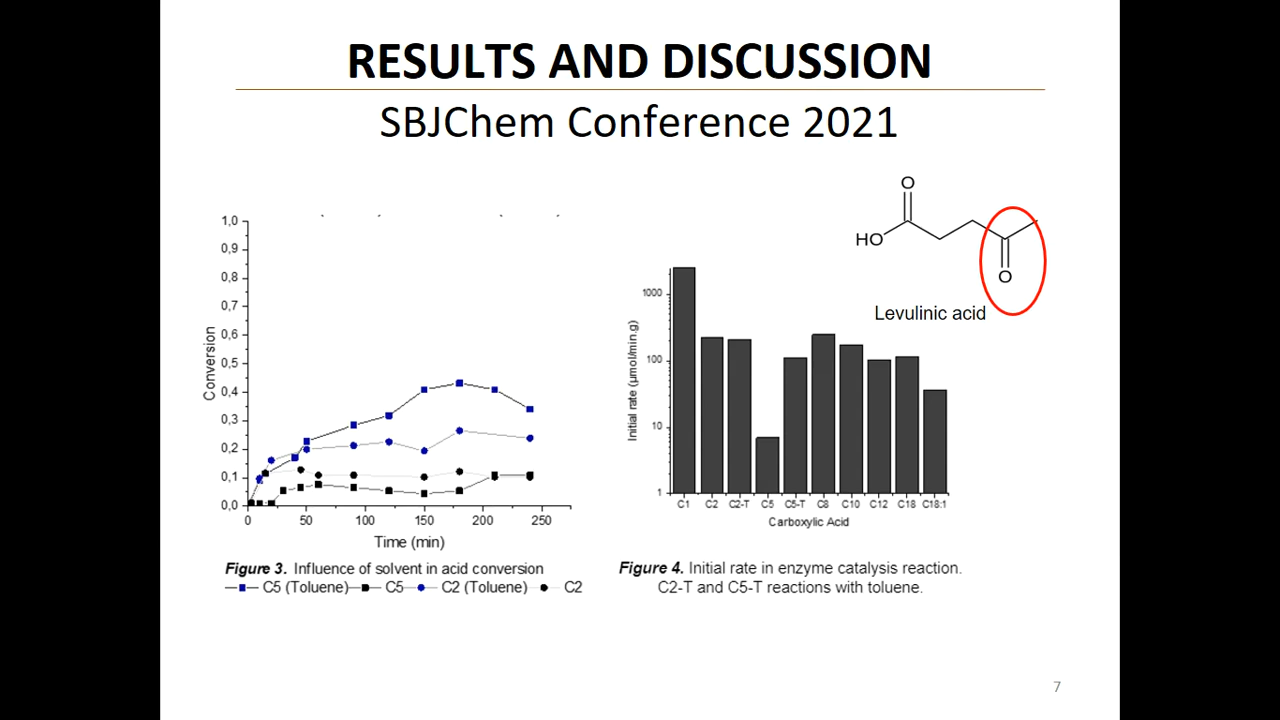 RESULTS AND DISCUSSION
SBJChem Conference 2021
O
HO
O
Levulinic acid
1,0
0,9
0,8
0,7
0,6
0,5
0,4
0,3
0,2
0,1
0,0
Conversion
0 50 100 150 200 250
Time (min)
Figure 3. Influence of solvent in acid conversion
C5 (Toluene) C5 C2 (Toluene) C2
1000
100
10
1
Initial rate (µmol/min.g)
C1 C2 C2-T C5 C5-T C8 C10 C12 C18 C18:1
Carboxylic Acid
Figure 4. Initial rate in enzyme catalysis reaction.
C2-T and C5-T reactions with toluene.
7